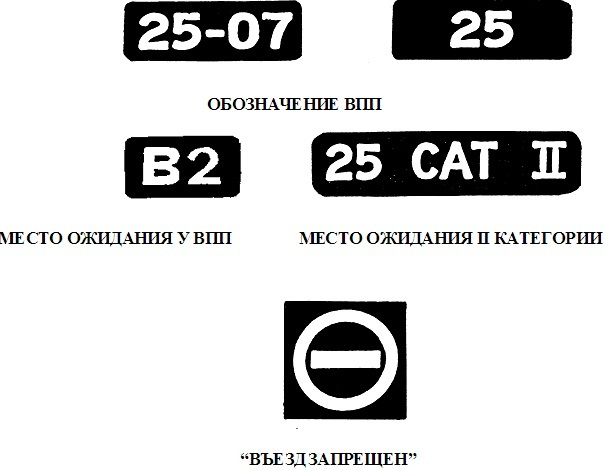 25-07 25
ОБОЗНАЧЕНИЕ ВПП
B2 25 CAT II
МЕСТО ОЖИДАНИЯ У ВПП МЕСТО ОЖИДАНИЯ II КАТЕГОРИИ
“ВЪЕЗД ЗАПРЕЩЕН”